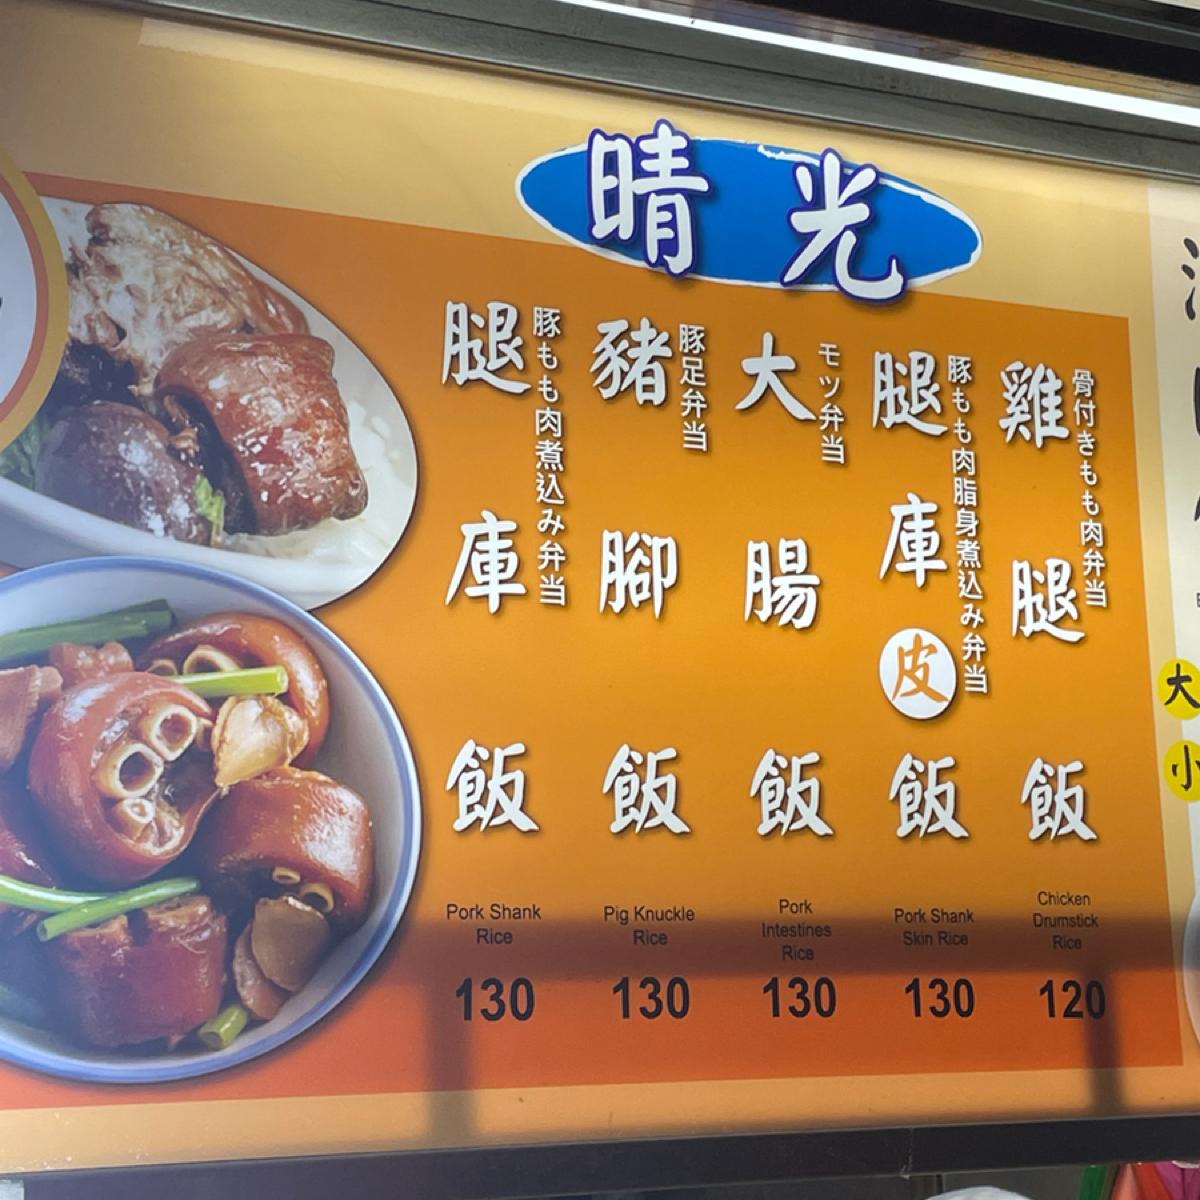 晴光
腿庫飯
豚もも肉煮込み弁当
Pork Shank
Rice
130
豬腳飯
豚足弁当
Pig Knuckle
Rice
130
大腸飯
モツ弁当
Pork
Intestines
Rice
130
腿庫皮飯
豚もも肉脂身煮込み弁当
Pork Shank
Skin Rice
130
雞腿飯
骨付きもも肉弁当
Chicken
Drumstick
Rice
120
大
小